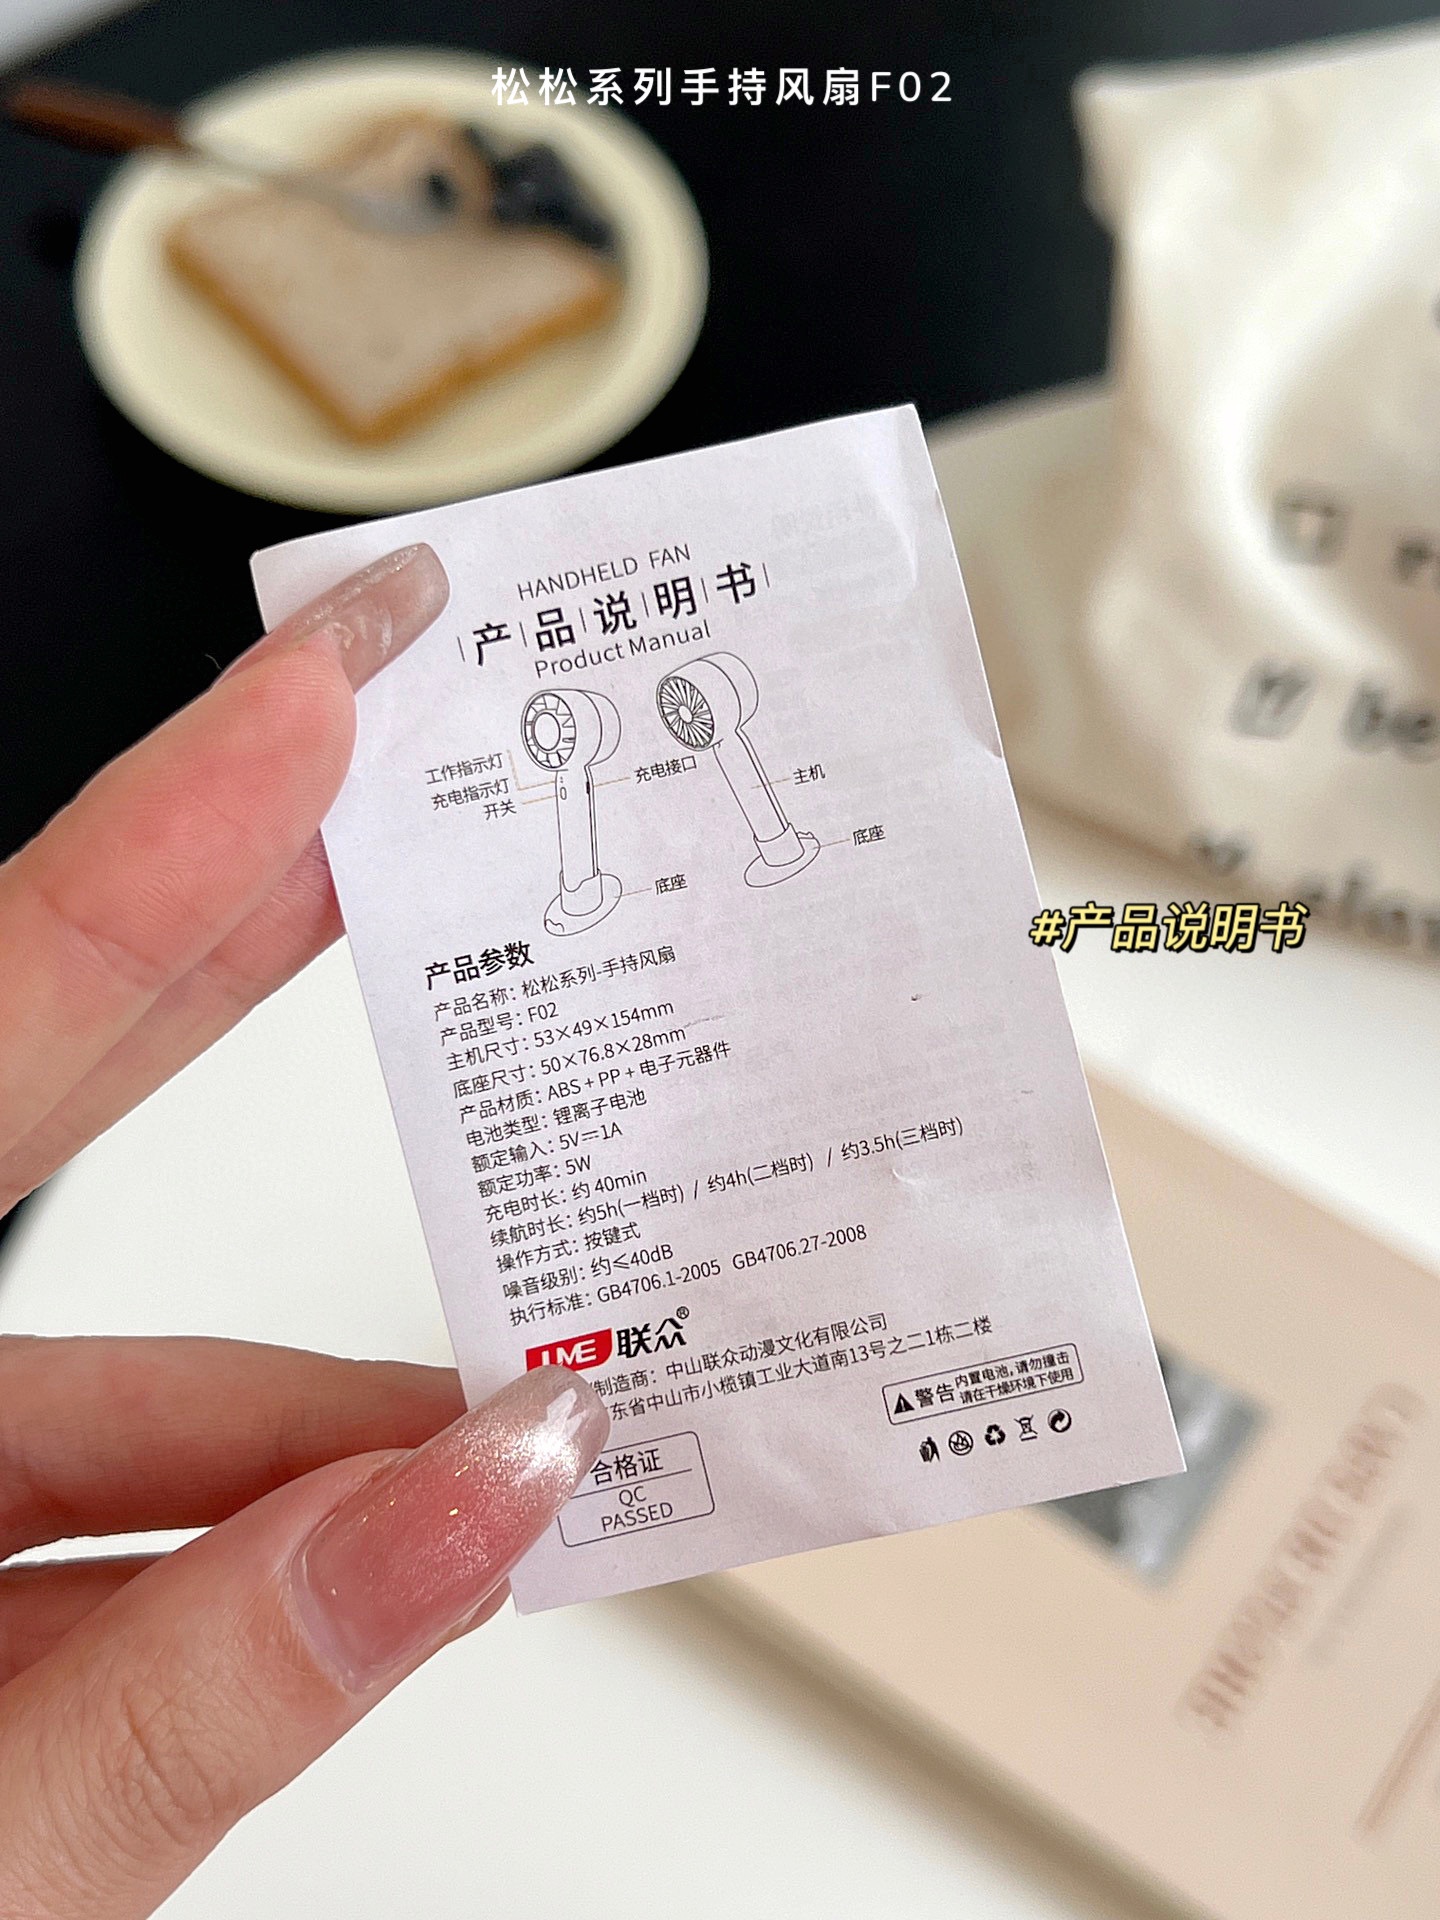 松松系列手持风扇F02
HANDHELD FAN
产品说明书
Product Manual
工作指示灯
充电指示灯
开关
充电接口
主机
底座
底座
#产品说明书
产品参数
产品名称：松松系列-手持风扇
产品型号：F02
主机尺寸：53×49×154mm
底座尺寸：50×76.8×28mm
产品材质：ABS+PP+电子元器件
电池类型：锂离子电池
额定输入：5V⎓1A
额定功率：5W
充电时长：约 40min
续航时长：约5h(一档时) / 约4h(二档时) / 约3.5h(三档时)
操作方式：按键式
噪音级别：约≤40dB
执行标准：GB4706.1-2005 GB4706.27-2008
LME 联众®
制造商：中山联众动漫文化有限公司
东省中山市小榄镇工业大道南13号之二1栋二楼
警告 内置电池，请勿撞击
请在干燥环境下使用
合格证
QC
PASSED